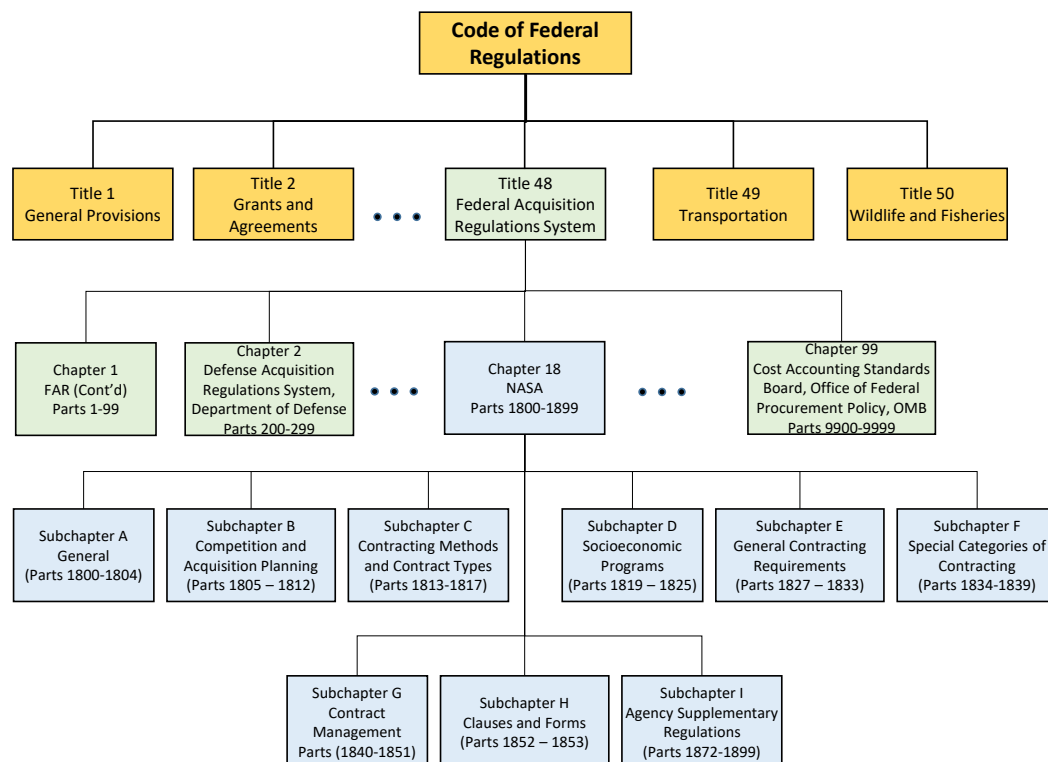 Code of Federal
Regulations
Title 1
General Provisions
Title 2
Grants and
Agreements
Title 48
Federal Acquisition
Regulations System
Title 49
Transportation
Title 50
Wildlife and Fisheries
Chapter 1
FAR (Cont’d)
Parts 1-99
Chapter 2
Defense Acquisition
Regulations System,
Department of Defense
Parts 200-299
Chapter 18
NASA
Parts 1800-1899
Chapter 99
Cost Accounting Standards
Board, Office of Federal
Procurement Policy, OMB
Parts 9900-9999
Subchapter A
General
(Parts 1800-1804)
Subchapter B
Competition and
Acquisition Planning
(Parts 1805 – 1812)
Subchapter C
Contracting Methods
and Contract Types
(Parts 1813-1817)
Subchapter D
Socioeconomic
Programs
(Parts 1819 – 1825)
Subchapter E
General Contracting
Requirements
(Parts 1827 – 1833)
Subchapter F
Special Categories of
Contracting
(Parts 1834-1839)
Subchapter G
Contract
Management
Parts (1840-1851)
Subchapter H
Clauses and Forms
(Parts 1852 – 1853)
Subchapter I
Agency Supplementary
Regulations
(Parts 1872-1899)